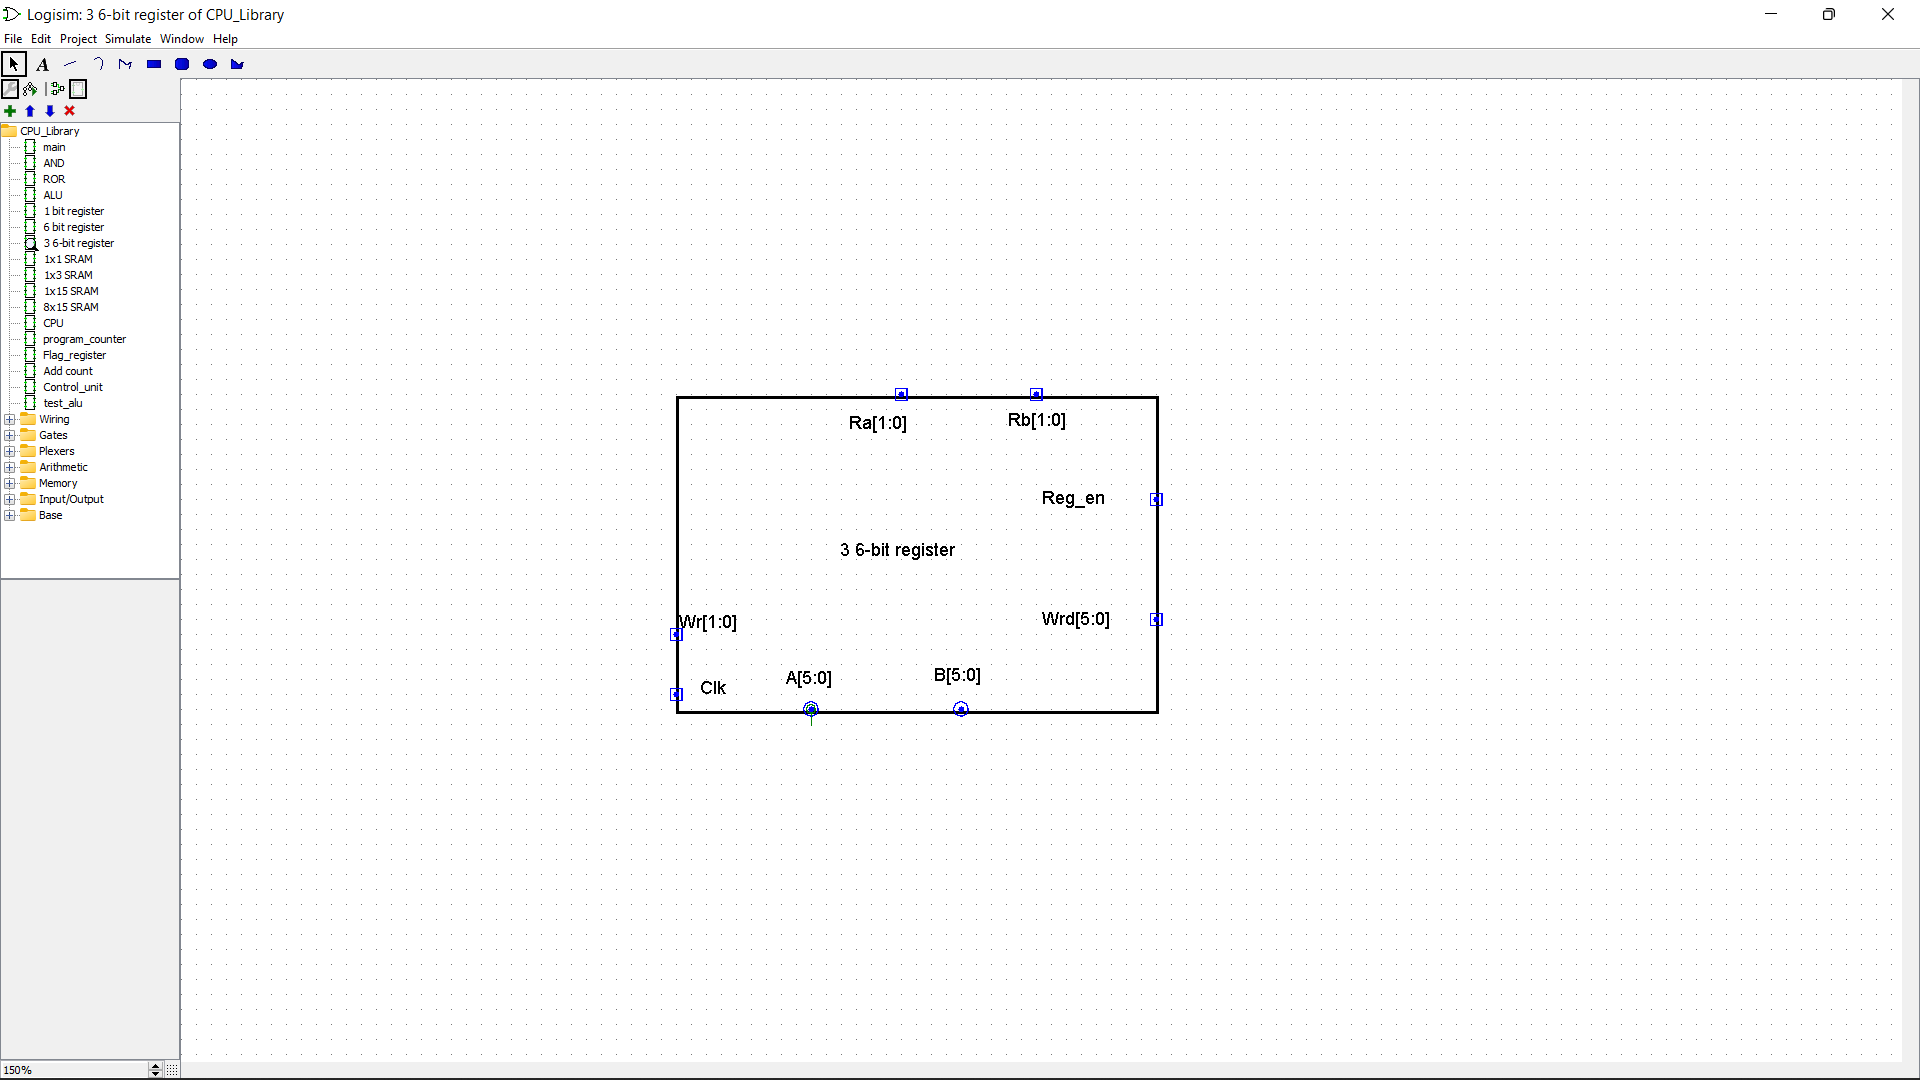 Logisim: 3 6-bit register of CPU_Library
File Edit Project Simulate Window Help
A
CPU_Library
main
AND
ROR
ALU
1 bit register
6 bit register
3 6-bit register
1x1 SRAM
1x3 SRAM
1x15 SRAM
8x15 SRAM
CPU
program_counter
Flag_register
Add count
Control_unit
test_alu
Wiring
Gates
Plexers
Arithmetic
Memory
Input/Output
Base
Ra[1:0]
Rb[1:0]
Reg_en
3 6-bit register
Wr[1:0]
Wrd[5:0]
Clk
A[5:0]
B[5:0]
150%